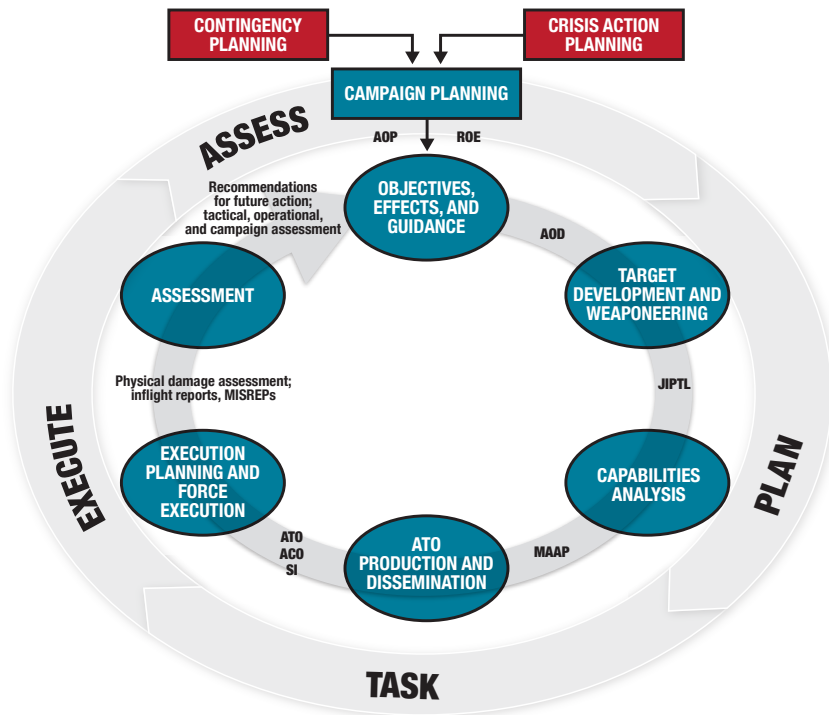 CONTINGENCY
PLANNING
CRISIS ACTION
PLANNING
CAMPAIGN PLANNING
ASSESS
AOP
ROE
Recommendations
for future action;
tactical, operational,
and campaign assessment
OBJECTIVES,
EFFECTS, AND
GUIDANCE
AOD
ASSESSMENT
TARGET
DEVELOPMENT AND
WEAPONEERING
Physical damage assessment;
inflight reports, MISREPs
JIPTL
EXECUTE
PLAN
EXECUTION
PLANNING AND
FORCE
EXECUTION
CAPABILITIES
ANALYSIS
ATO
ACO
SI
ATO
PRODUCTION AND
DISSEMINATION
MAAP
TASK